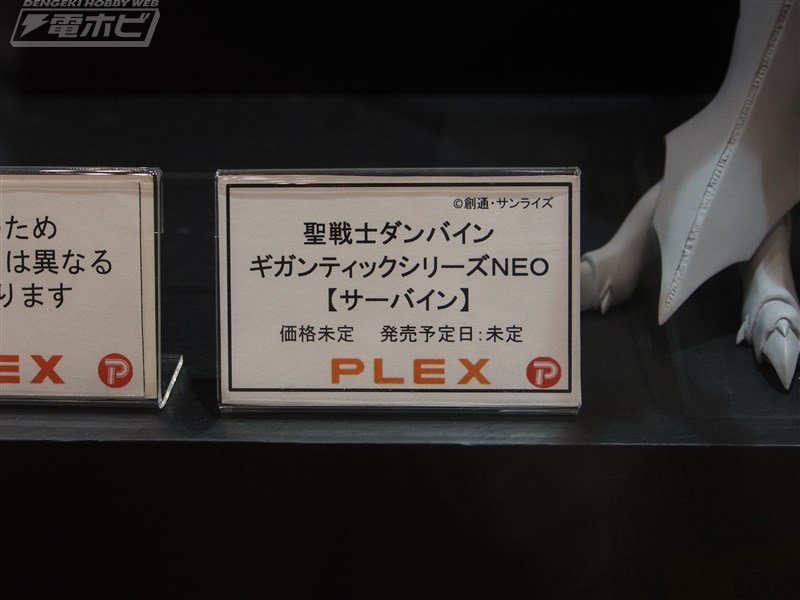 DENGEKI HOBBY WEB
電ホビ
©創通・サンライズ
聖戦士ダンバイン
ギガンティックシリーズNEO
【サーバイン】
価格未定 発売予定日:未定
PLEX
ため
は異なる
ります
EX